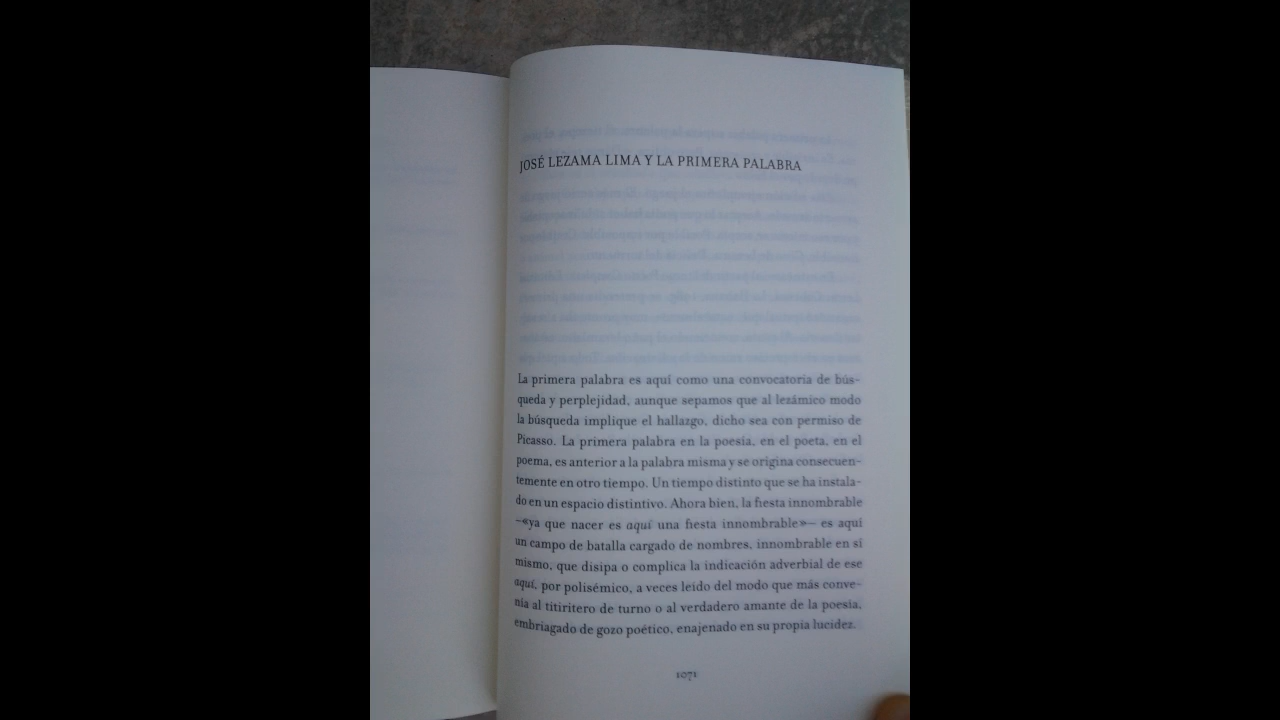 JOSÉ LEZAMA LIMA Y LA PRIMERA PALABRA
La primera palabra es aquí como una convocatoria de bús-
queda y perplejidad, aunque sepamos que al lezámico modo
la búsqueda implique el hallazgo, dicho sea con permiso de
Picasso. La primera palabra en la poesía, en el poeta, en el
poema, es anterior a la palabra misma y se origina consecuen-
temente en otro tiempo. Un tiempo distinto que se ha instala-
do en un espacio distintivo. Ahora bien, la fiesta innombrable
–«ya que nacer es aquí una fiesta innombrable»– es aquí
un campo de batalla cargado de nombres, innombrable en sí
mismo, que disipa o complica la indicación adverbial de ese
aquí, por polisémico, a veces leído del modo que más conve-
nía al titiritero de turno o al verdadero amante de la poesía,
embriagado de gozo poético, enajenado en su propia lucidez.
1071